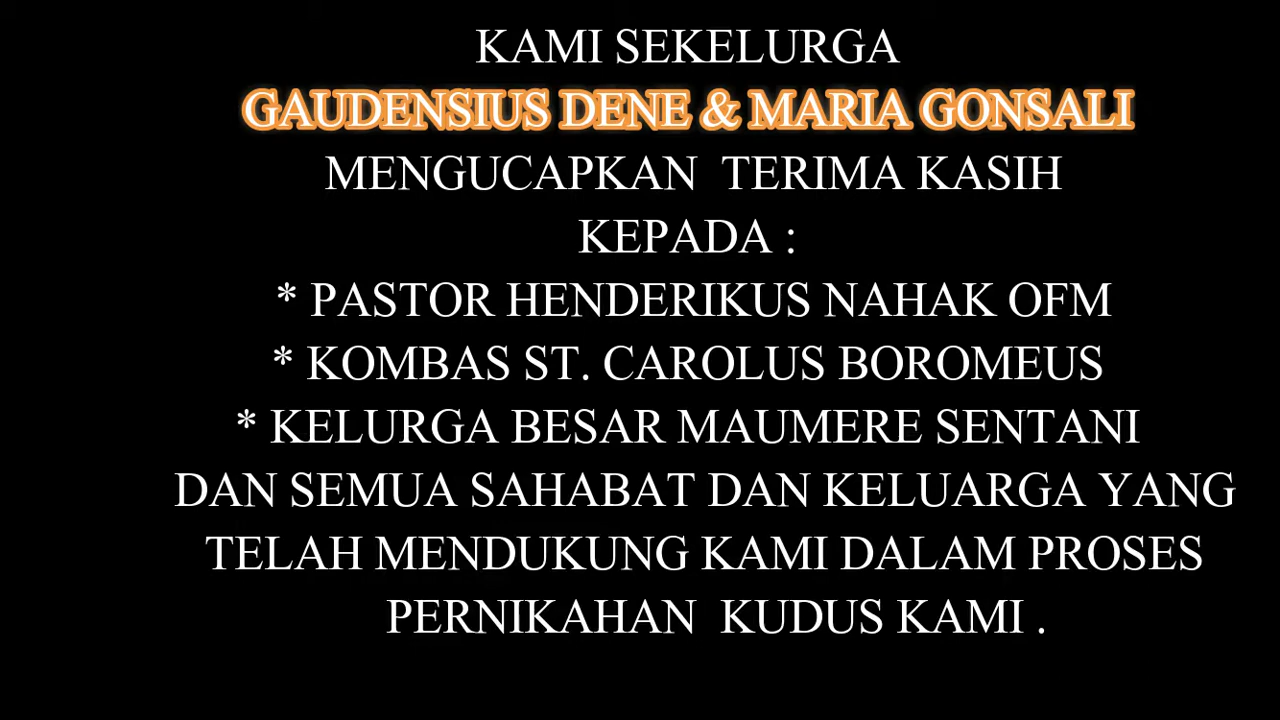 KAMI SEKELURGA
GAUDENSIUS DENE & MARIA GONSALI
MENGUCAPKAN TERIMA KASIH
KEPADA :
* PASTOR HENDERIKUS NAHAK OFM
* KOMBAS ST. CAROLUS BOROMEUS
* KELURGA BESAR MAUMERE SENTANI
DAN SEMUA SAHABAT DAN KELUARGA YANG
TELAH MENDUKUNG KAMI DALAM PROSES
PERNIKAHAN KUDUS KAMI .